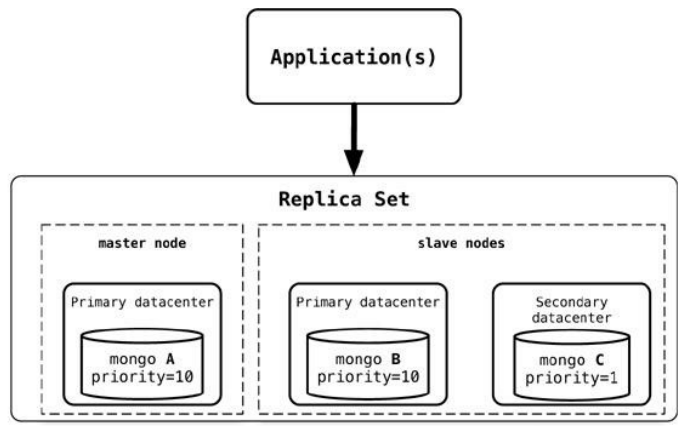 Application(s)
Replica Set
master node
slave nodes
Primary datacenter
mongo A
priority=10
Primary datacenter
mongo B
priority=10
Secondary
datacenter
mongo C
priority=1